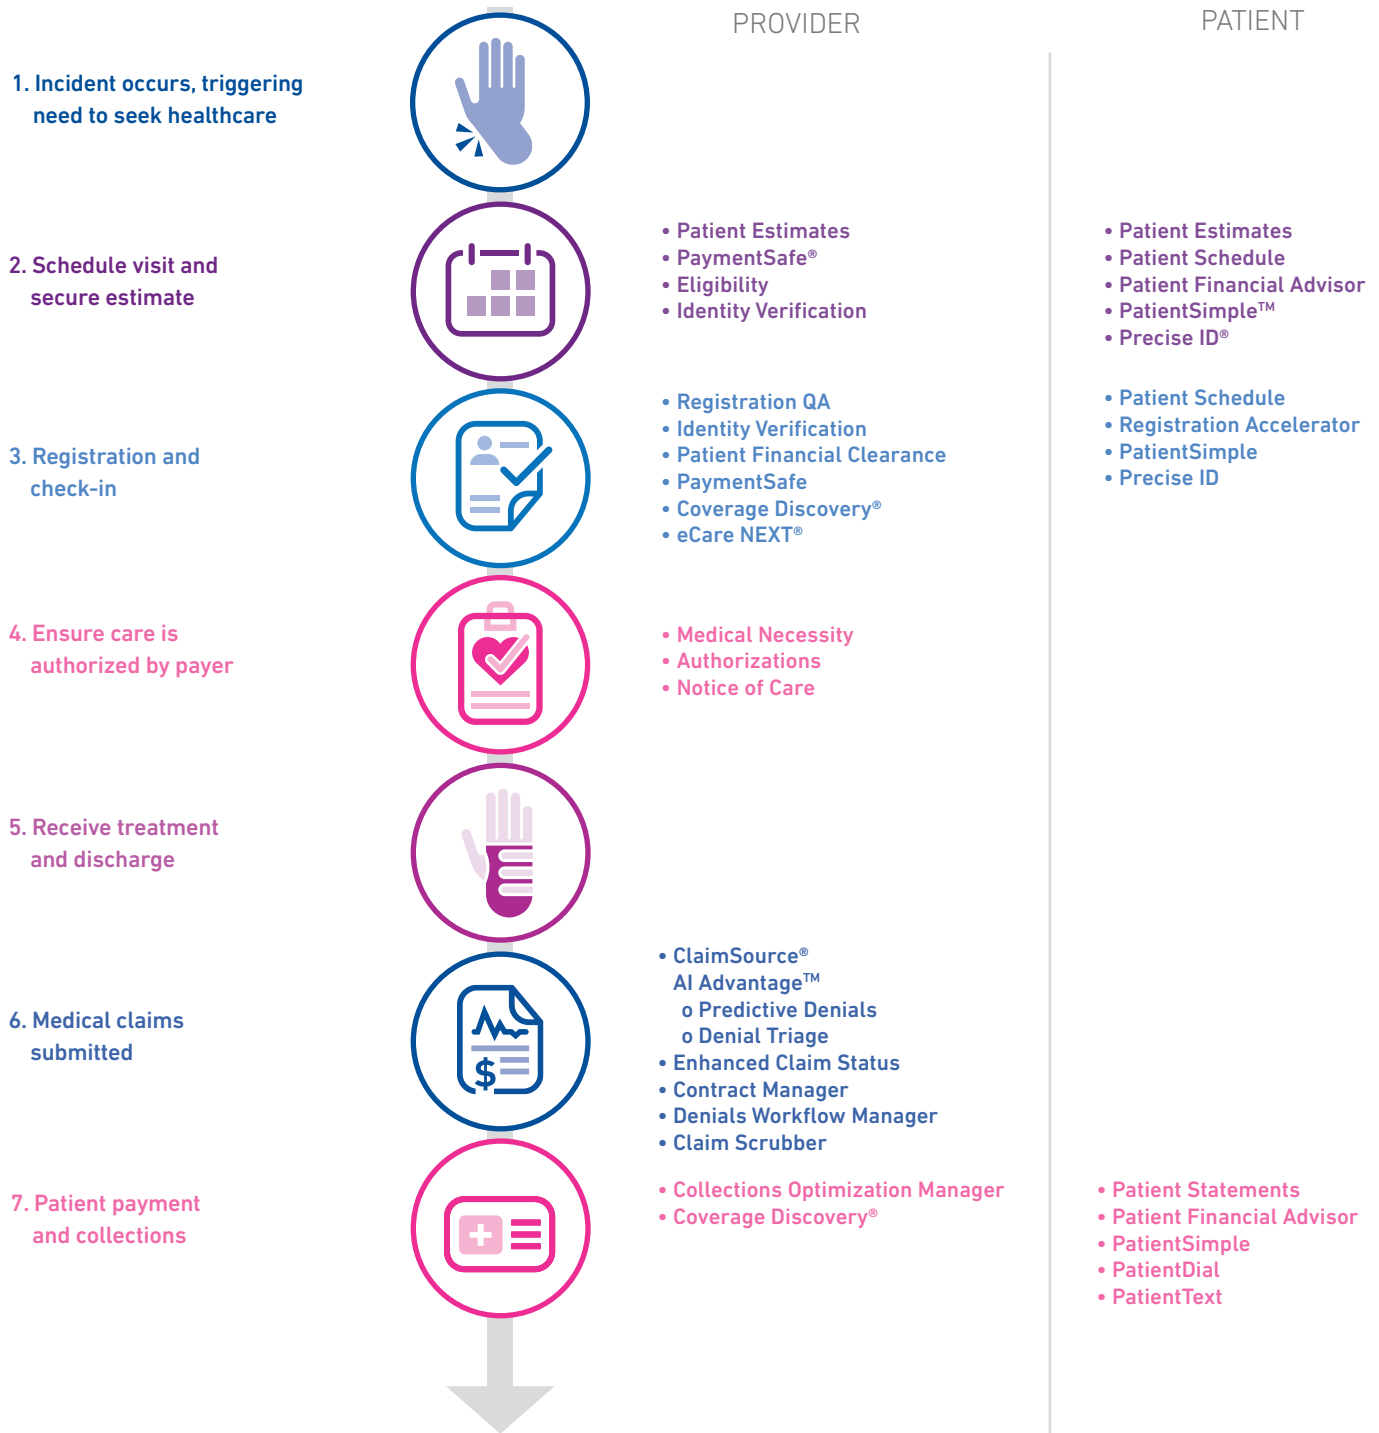 PROVIDER
PATIENT
1. Incident occurs, triggering
need to seek healthcare
2. Schedule visit and
secure estimate
• Patient Estimates
• PaymentSafe®
• Eligibility
• Identity Verification
• Patient Estimates
• Patient Schedule
• Patient Financial Advisor
• PatientSimple™
• Precise ID®
3. Registration and
check-in
• Registration QA
• Identity Verification
• Patient Financial Clearance
• PaymentSafe
• Coverage Discovery®
• eCare NEXT®
• Patient Schedule
• Registration Accelerator
• PatientSimple
• Precise ID
4. Ensure care is
authorized by payer
• Medical Necessity
• Authorizations
• Notice of Care
5. Receive treatment
and discharge
6. Medical claims
submitted
$
• ClaimSource®
AI Advantage™
o Predictive Denials
o Denial Triage
• Enhanced Claim Status
• Contract Manager
• Denials Workflow Manager
• Claim Scrubber
7. Patient payment
and collections
• Collections Optimization Manager
• Coverage Discovery®
• Patient Statements
• Patient Financial Advisor
• PatientSimple
• PatientDial
• PatientText